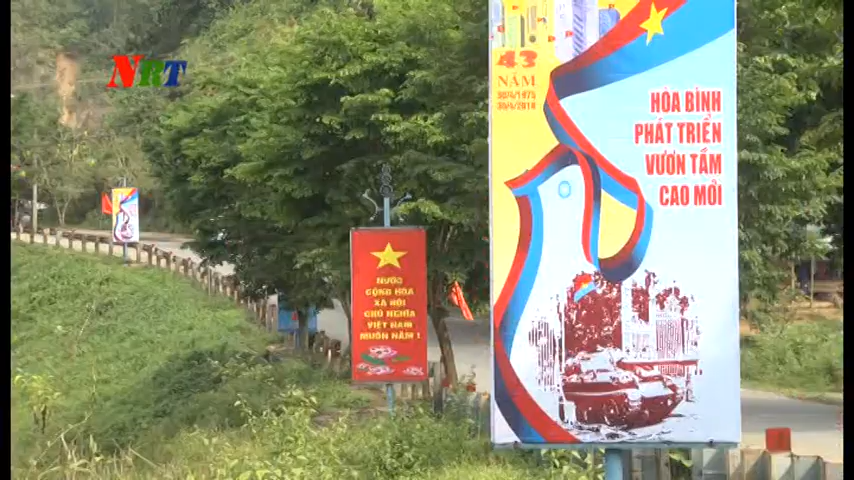 NRT
43
NĂM
30/4/1975
30/4/2018
HÒA BÌNH
PHÁT TRIỂN
VƯƠN TẦM
CAO MỚI
NƯỚC
CỘNG HÒA
XÃ HỘI
CHỦ NGHĨA
VIỆT NAM
MUÔN NĂM !